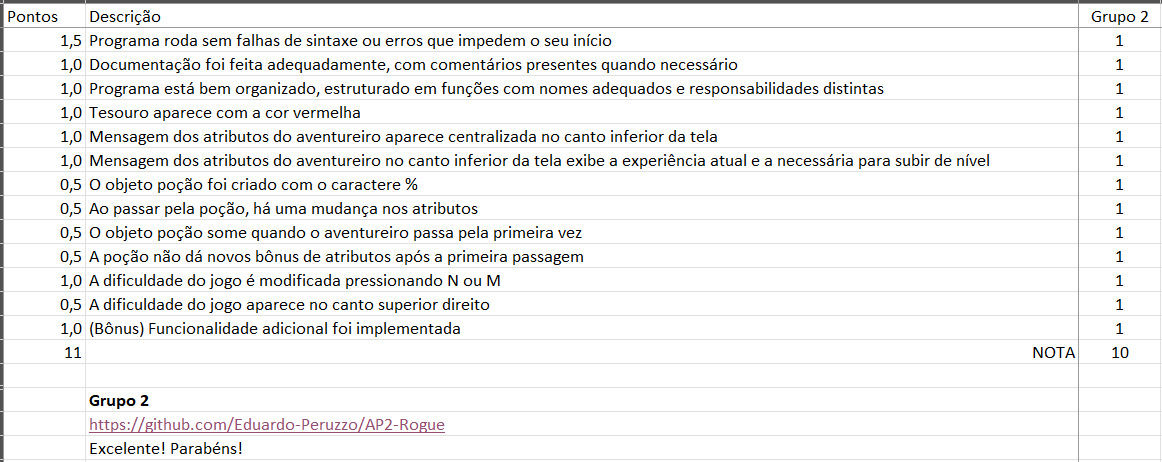 Pontos Descrição Grupo 2
1,5 Programa roda sem falhas de sintaxe ou erros que impedem o seu início 1
1,0 Documentação foi feita adequadamente, com comentários presentes quando necessário 1
1,0 Programa está bem organizado, estruturado em funções com nomes adequados e responsabilidades distintas 1
1,0 Tesouro aparece com a cor vermelha 1
1,0 Mensagem dos atributos do aventureiro aparece centralizada no canto inferior da tela 1
1,0 Mensagem dos atributos do aventureiro no canto inferior da tela exibe a experiência atual e a necessária para subir de nível 1
0,5 O objeto poção foi criado com o caractere % 1
0,5 Ao passar pela poção, há uma mudança nos atributos 1
0,5 O objeto poção some quando o aventureiro passa pela primeira vez 1
0,5 A poção não dá novos bônus de atributos após a primeira passagem 1
1,0 A dificuldade do jogo é modificada pressionando N ou M 1
0,5 A dificuldade do jogo aparece no canto superior direito 1
1,0 (Bônus) Funcionalidade adicional foi implementada 1
11 NOTA 10
Grupo 2
https://github.com/Eduardo-Peruzzo/AP2-Rogue
Excelente! Parabéns!